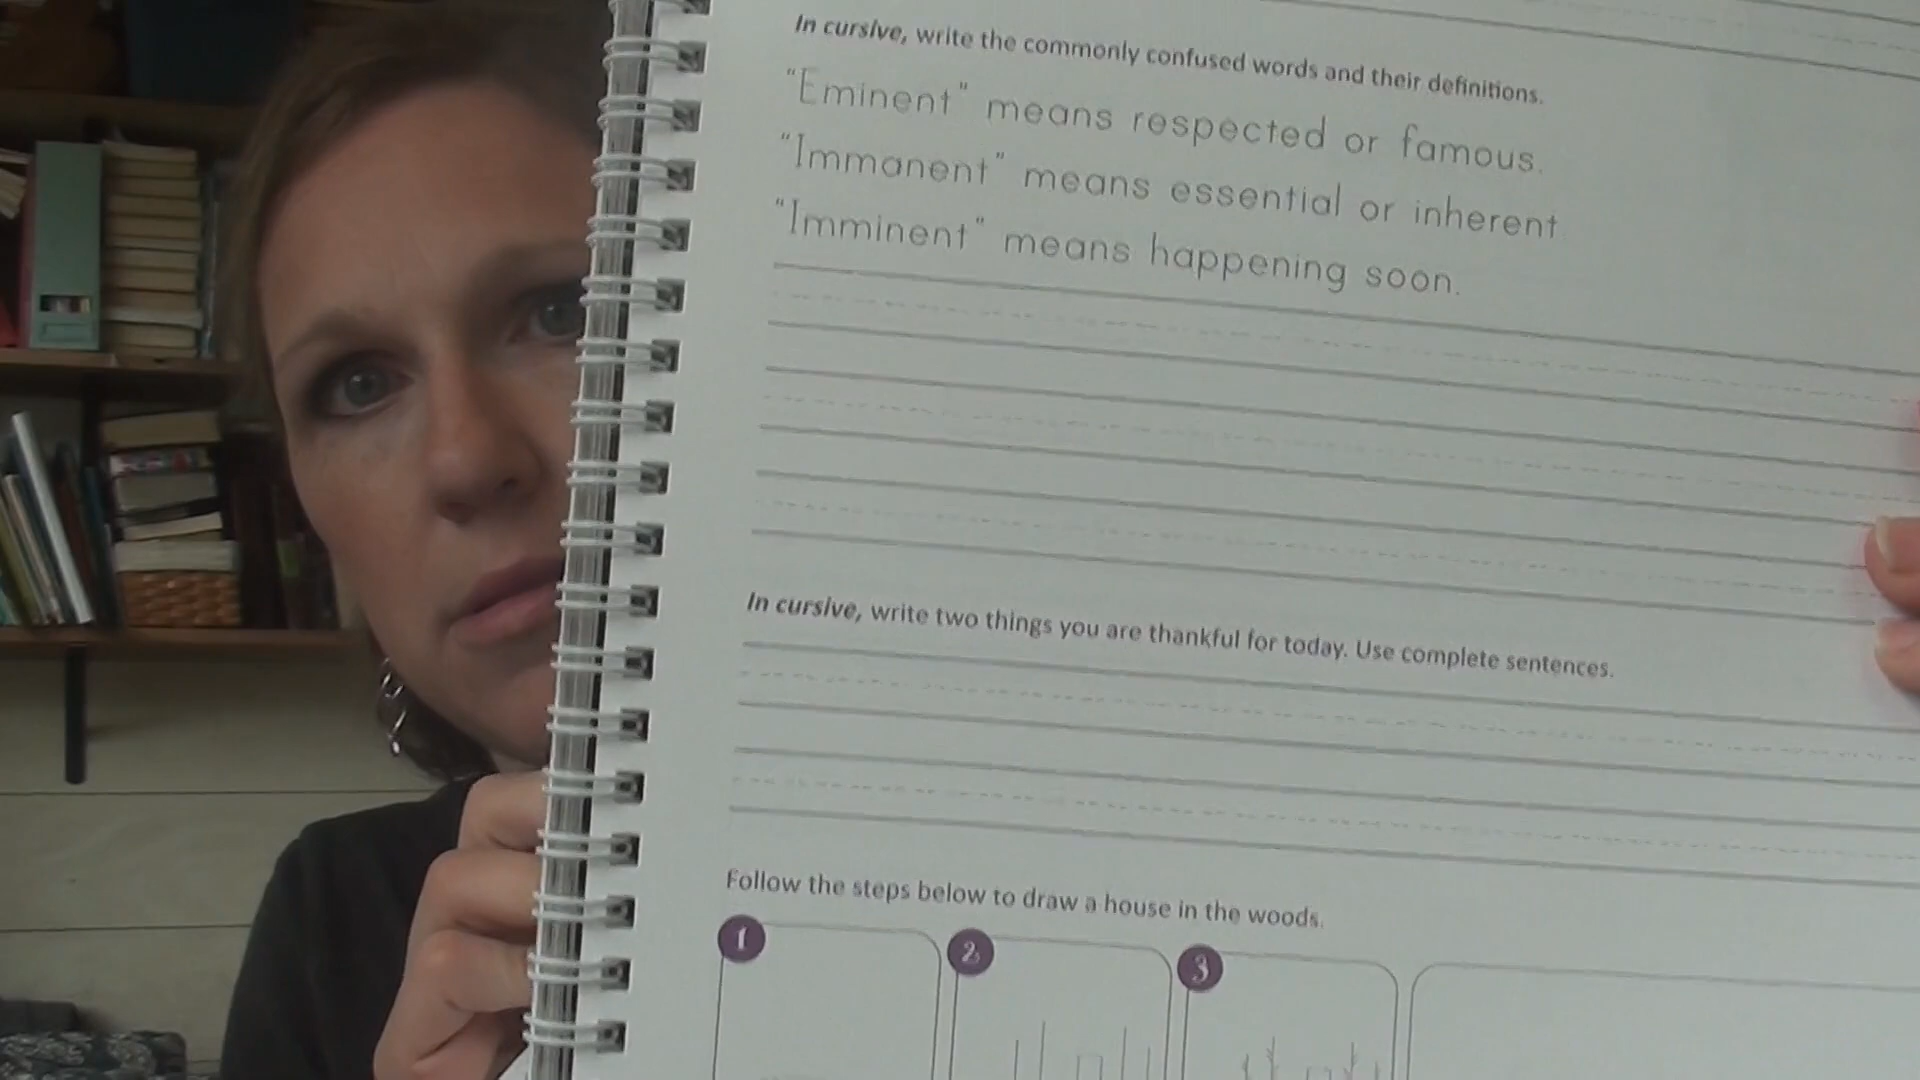 In cursive, write the commonly confused words and their definitions.
"Eminent" means respected or famous.
"Immanent" means essential or inherent
"Imminent" means happening soon.
In cursive, write two things you are thankful for today. Use complete sentences.
Follow the steps below to draw a house in the woods.
1 2 3